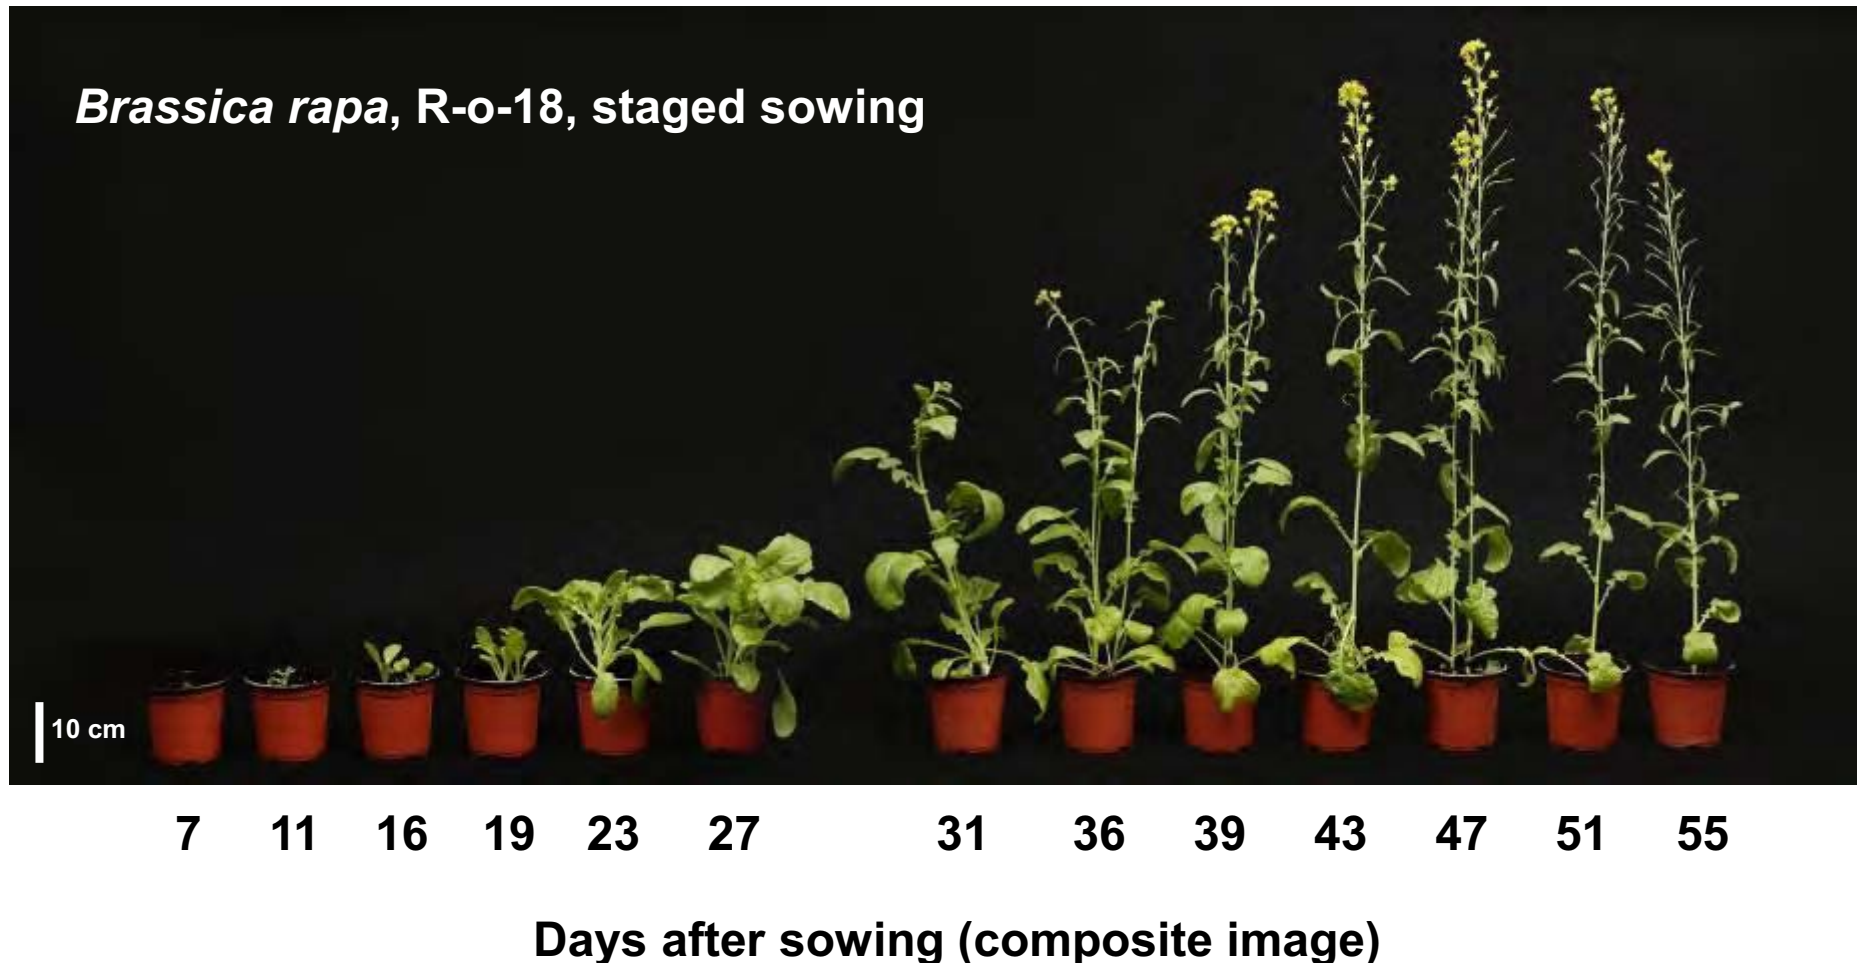 Brassica rapa, R-o-18, staged sowing
10 cm
7 11 16 19 23 27 31 36 39 43 47 51 55
Days after sowing (composite image)